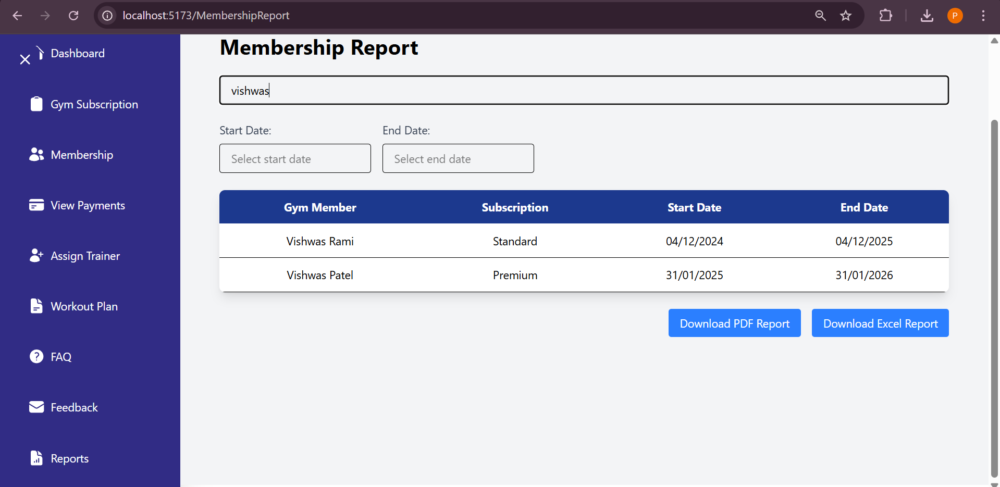 localhost:5173/MembershipReport
P
Dashboard
Gym Subscription
Membership
View Payments
Assign Trainer
Workout Plan
FAQ
Feedback
Reports
Membership Report
vishwas
Start Date: End Date:
Select start date Select end date
Gym Member Subscription Start Date End Date
Vishwas Rami Standard 04/12/2024 04/12/2025
Vishwas Patel Premium 31/01/2025 31/01/2026
Download PDF Report Download Excel Report